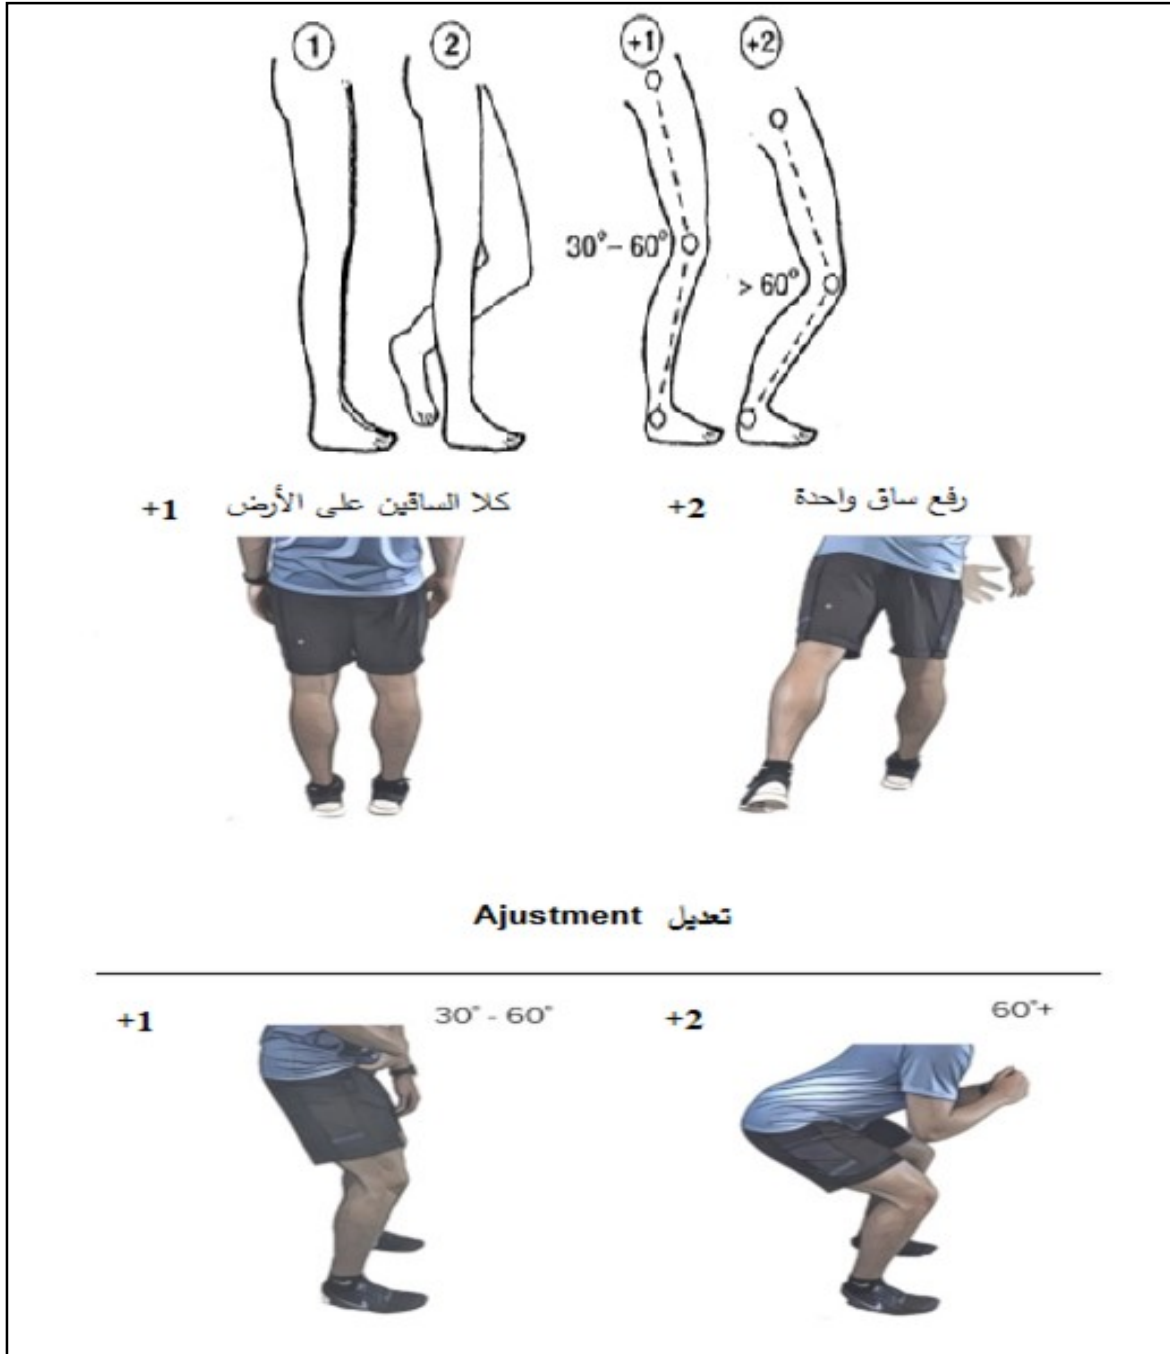 1 2 +1 +2
30°– 60°
> 60°
+1 كلا الساقين على الأرض
+2 رفع ساق واحدة
Ajustment تعديل
+1 30° - 60°
+2 60°+